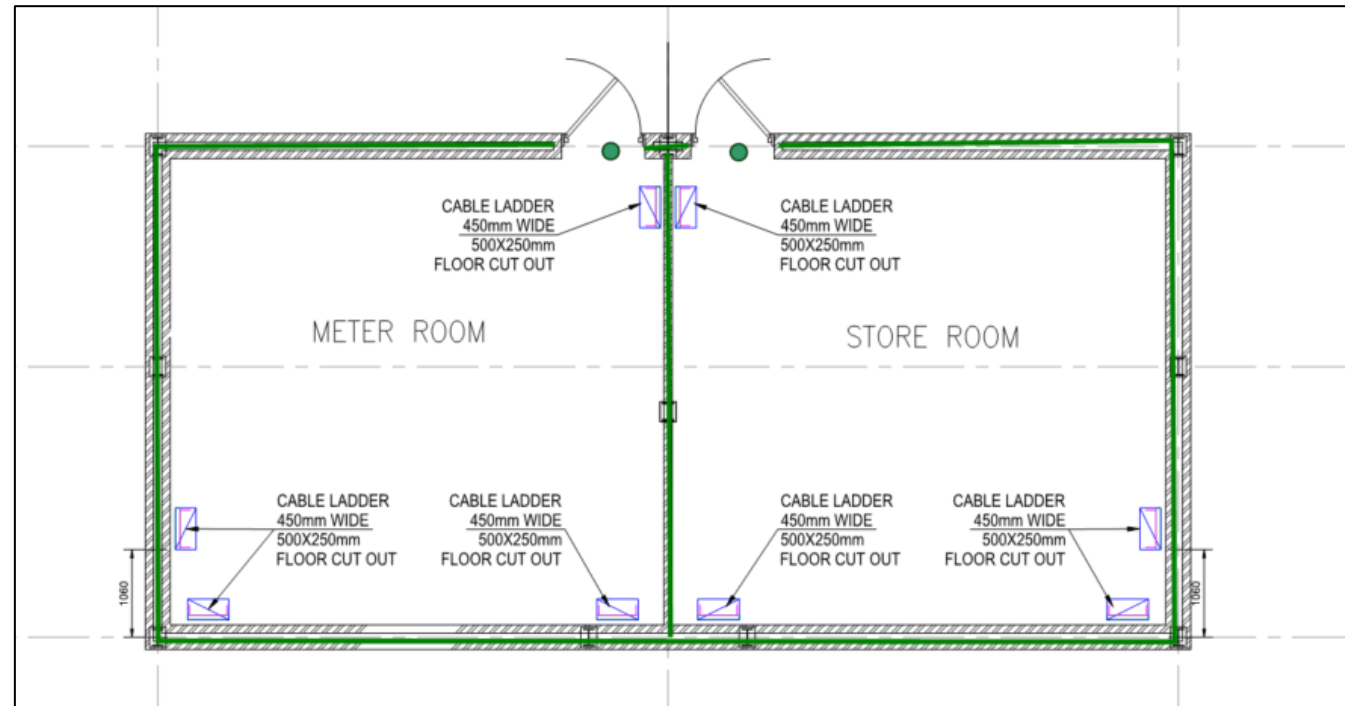 CABLE LADDER
450mm WIDE
500X250mm
FLOOR CUT OUT
CABLE LADDER
450mm WIDE
500X250mm
FLOOR CUT OUT
METER ROOM
STORE ROOM
CABLE LADDER
450mm WIDE
500X250mm
FLOOR CUT OUT
CABLE LADDER
450mm WIDE
500X250mm
FLOOR CUT OUT
CABLE LADDER
450mm WIDE
500X250mm
FLOOR CUT OUT
CABLE LADDER
450mm WIDE
500X250mm
FLOOR CUT OUT
1060
1060